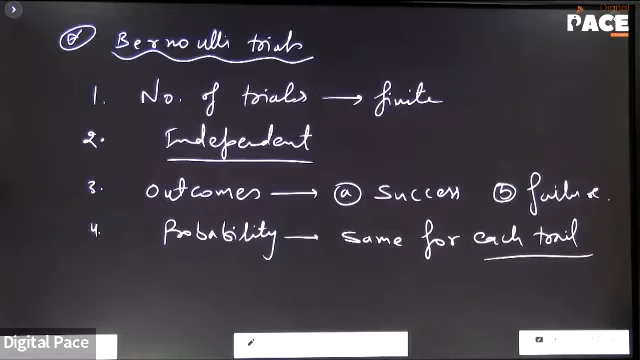 Digital
PACE
Q Bernoulli trials
1. No. of trials → finite
2. Independent
3. Outcomes → a Success b failure.
4. Probability → same for each trail
Digital Pace